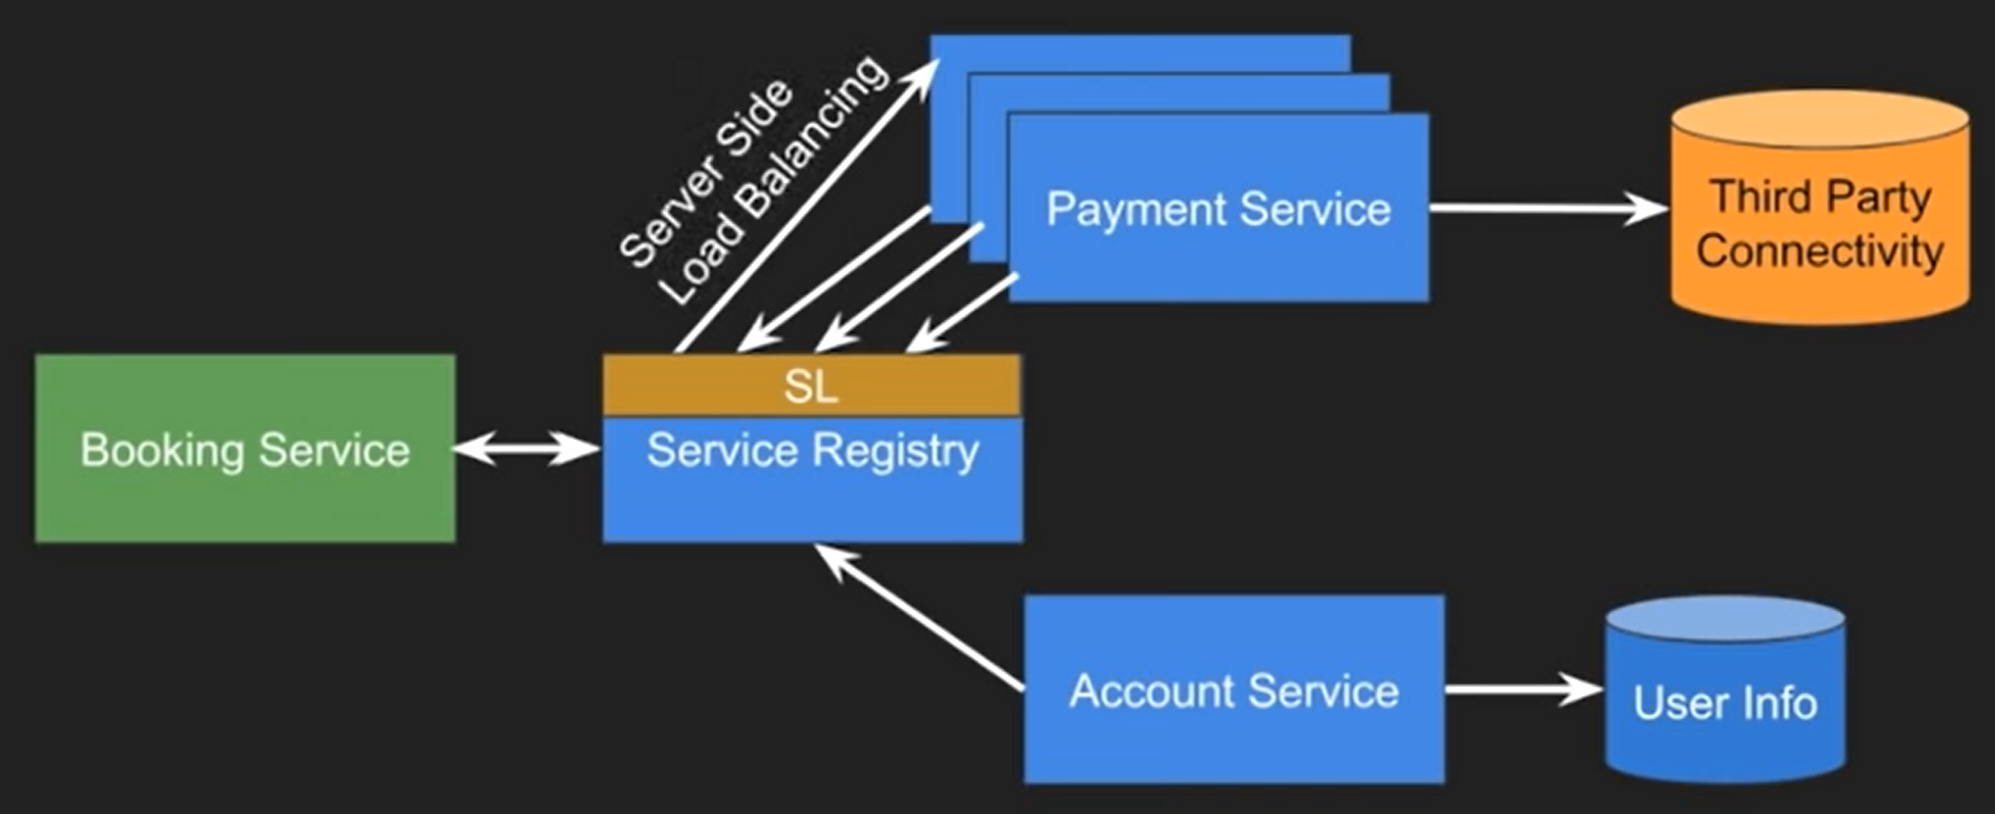 Server Side
Load Balancing
Payment Service
Third Party
Connectivity
SL
Booking Service
Service Registry
Account Service
User Info